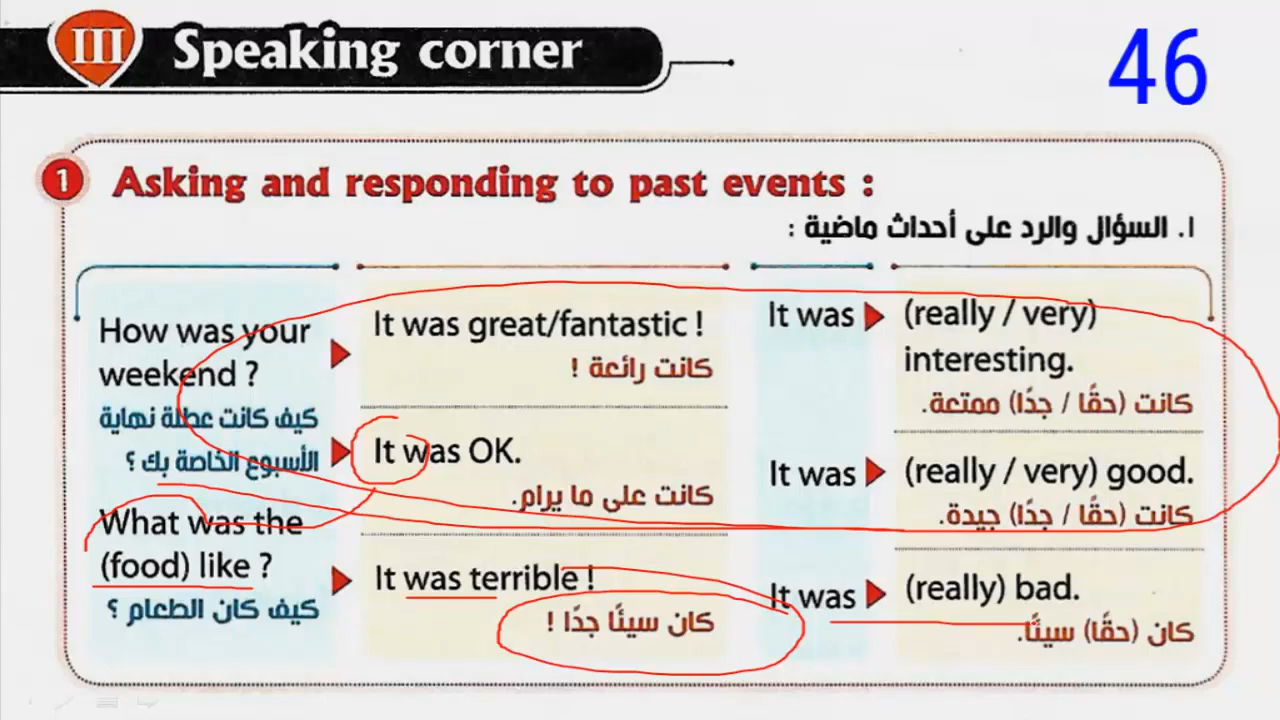 III Speaking corner
46
1 Asking and responding to past events :
١. السؤال والرد على أحداث ماضية :
How was your
weekend ?
كيف كانت عطلة نهاية
الأسبوع الخاصة بك ؟
What was the
(food) like ?
كيف كان الطعام ؟
It was great/fantastic !
كانت رائعة !
It was OK.
كانت على ما يرام.
It was terrible !
كان سيئًا جدًا !
It was
(really / very)
interesting.
كانت (حقًا / جدًا) ممتعة.
It was
(really / very) good.
كانت (حقًا / جدًا) جيدة.
It was
(really) bad.
كان (حقًا) سيئًا.